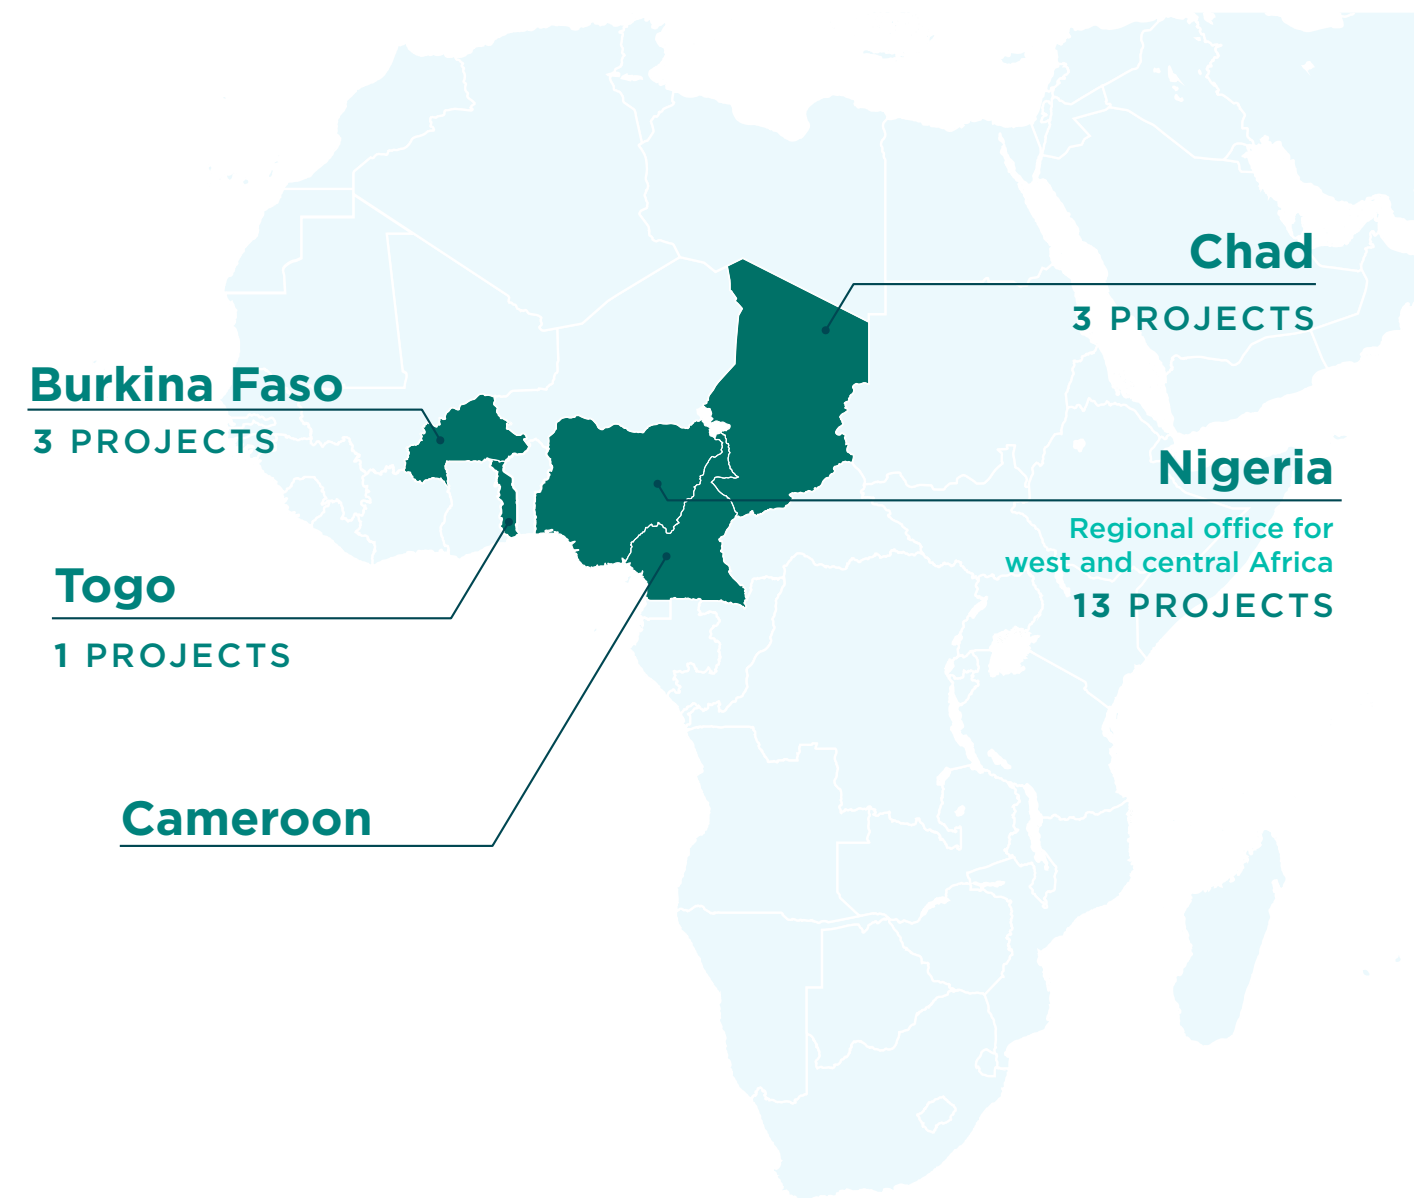 Chad
3 PROJECTS
Burkina Faso
3 PROJECTS
Nigeria
Regional office for
west and central Africa
13 PROJECTS
Togo
1 PROJECTS
Cameroon